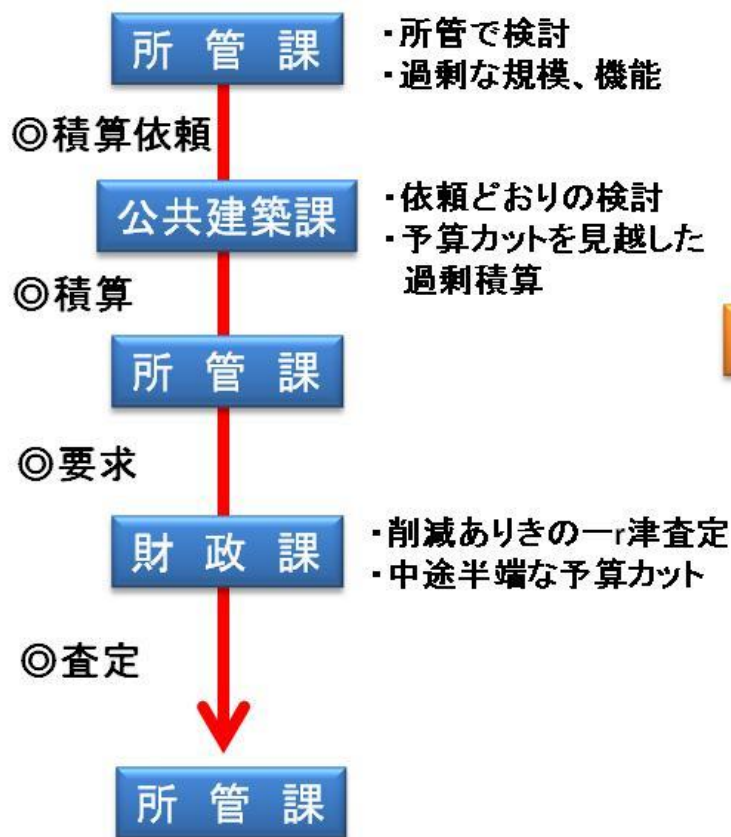 所管課
・所管で検討
・過剰な規模、機能
◎積算依頼
公共建築課
・依頼どおりの検討
・予算カットを見越した
過剰積算
◎積算
所管課
◎要求
財政課
・削減ありきの一r津査定
・中途半端な予算カット
◎査定
所管課